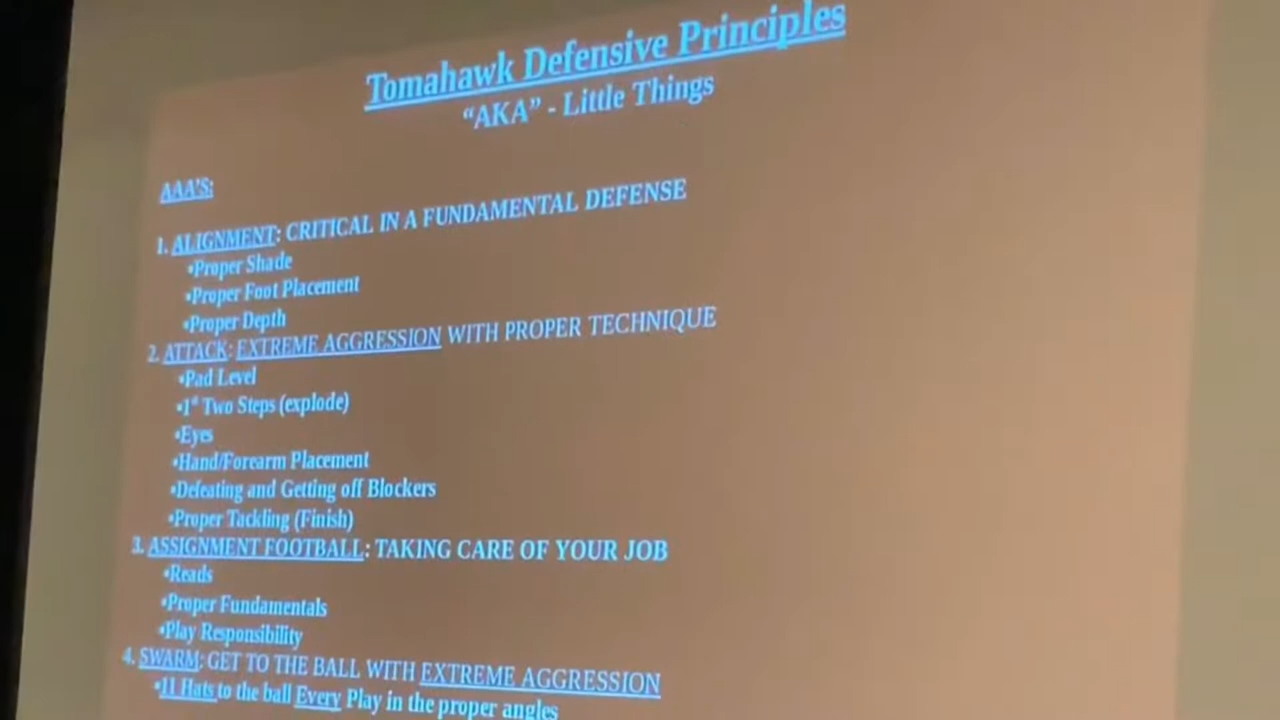 Tomahawk Defensive Principles
“AKA” - Little Things
AAA'S:
1. ALIGNMENT: CRITICAL IN A FUNDAMENTAL DEFENSE
•Proper Shade
•Proper Foot Placement
•Proper Depth
2. ATTACK: EXTREME AGGRESSION WITH PROPER TECHNIQUE
•Pad Level
•1st Two Steps (explode)
•Eyes
•Hand/Forearm Placement
•Defeating and Getting off Blockers
•Proper Tackling (Finish)
3. ASSIGNMENT FOOTBALL: TAKING CARE OF YOUR JOB
•Reads
•Proper Fundamentals
•Play Responsibility
4. SWARM: GET TO THE BALL WITH EXTREME AGGRESSION
•11 Hats to the ball Every Play in the proper angles